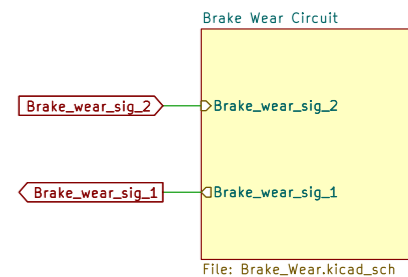 Brake Wear Circuit
Brake_wear_sig_2 Brake_wear_sig_2
Brake_wear_sig_1 Brake_wear_sig_1
File: Brake_Wear.kicad_sch